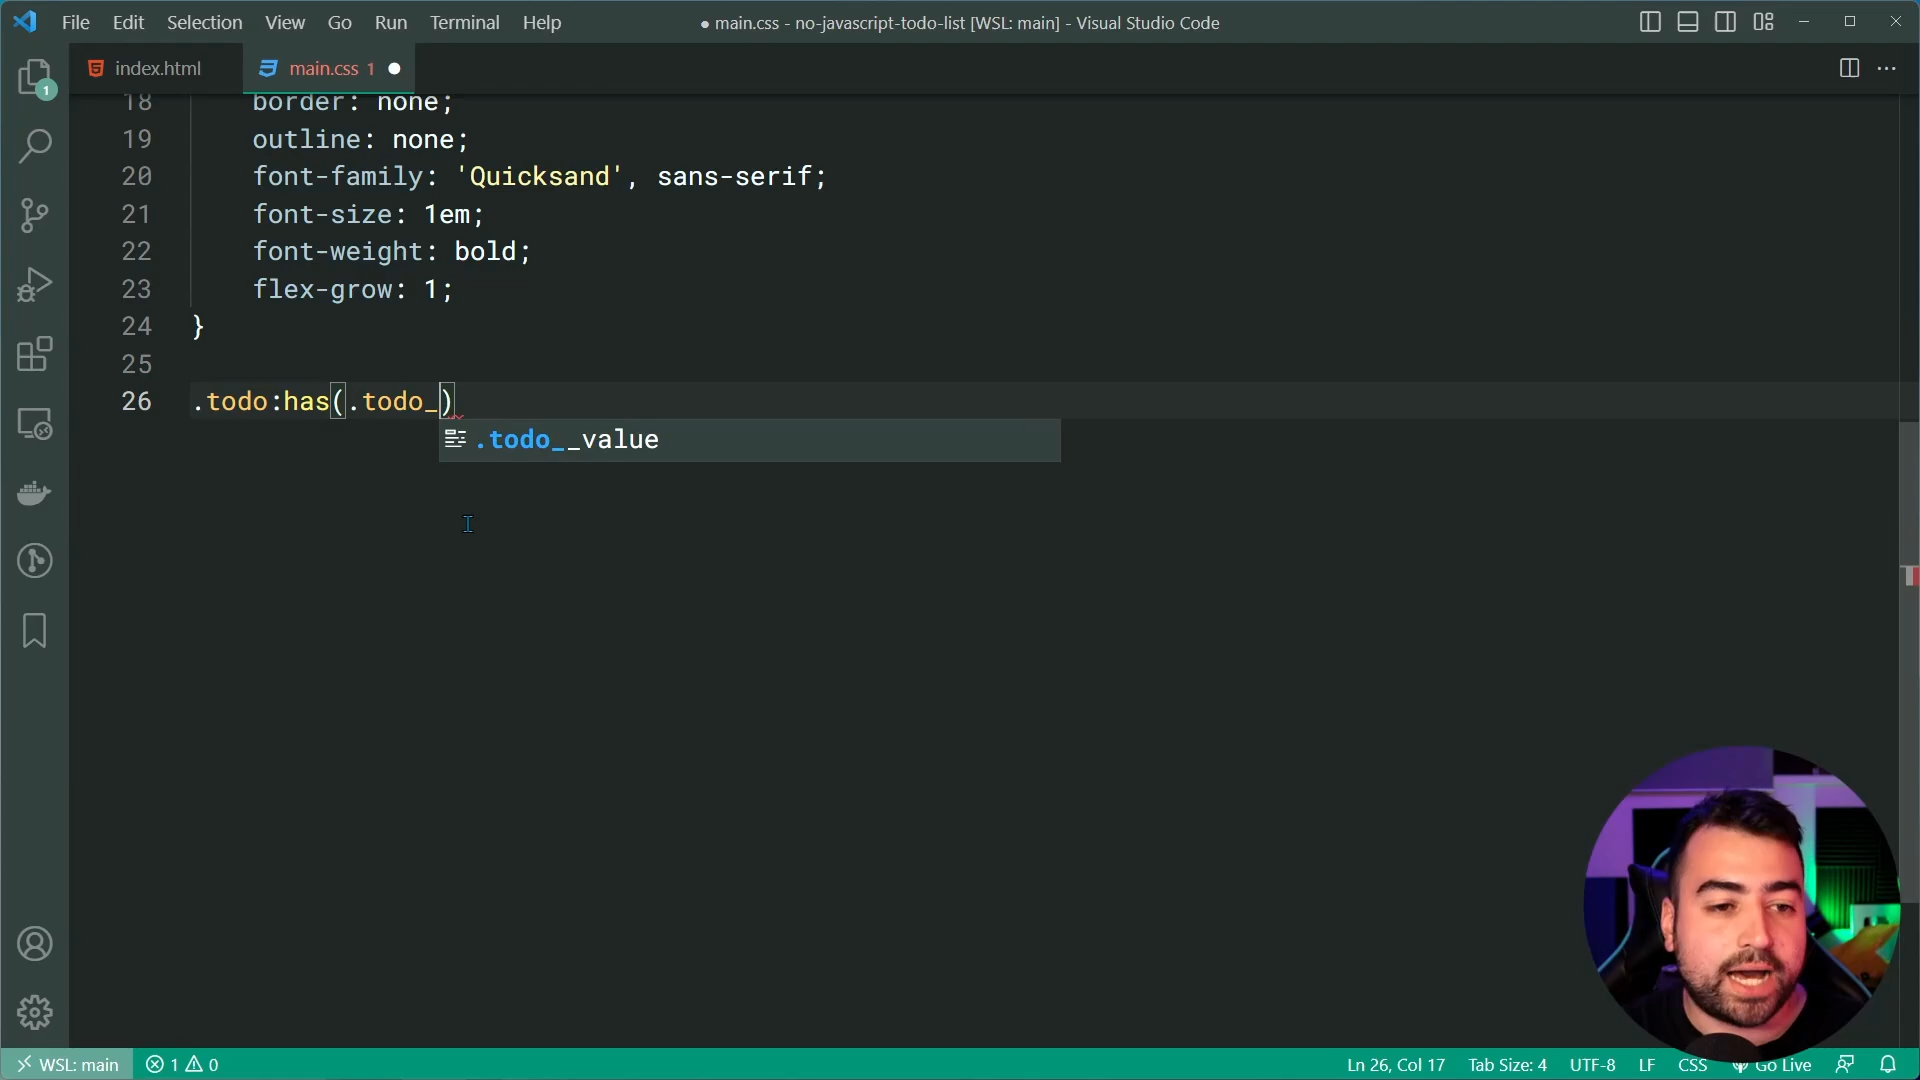 File Edit Selection View Go Run Terminal Help
● main.css - no-javascript-todo-list [WSL: main] - Visual Studio Code
index.html
main.css 1
1
18 border: none;
19 outline: none;
20 font-family: 'Quicksand', sans-serif;
21 font-size: 1em;
22 font-weight: bold;
23 flex-grow: 1;
24 }
25
26 .todo:has(.todo_)
.todo__value
WSL: main
1 0
Ln 26, Col 17 Tab Size: 4 UTF-8 LF CSS Go Live